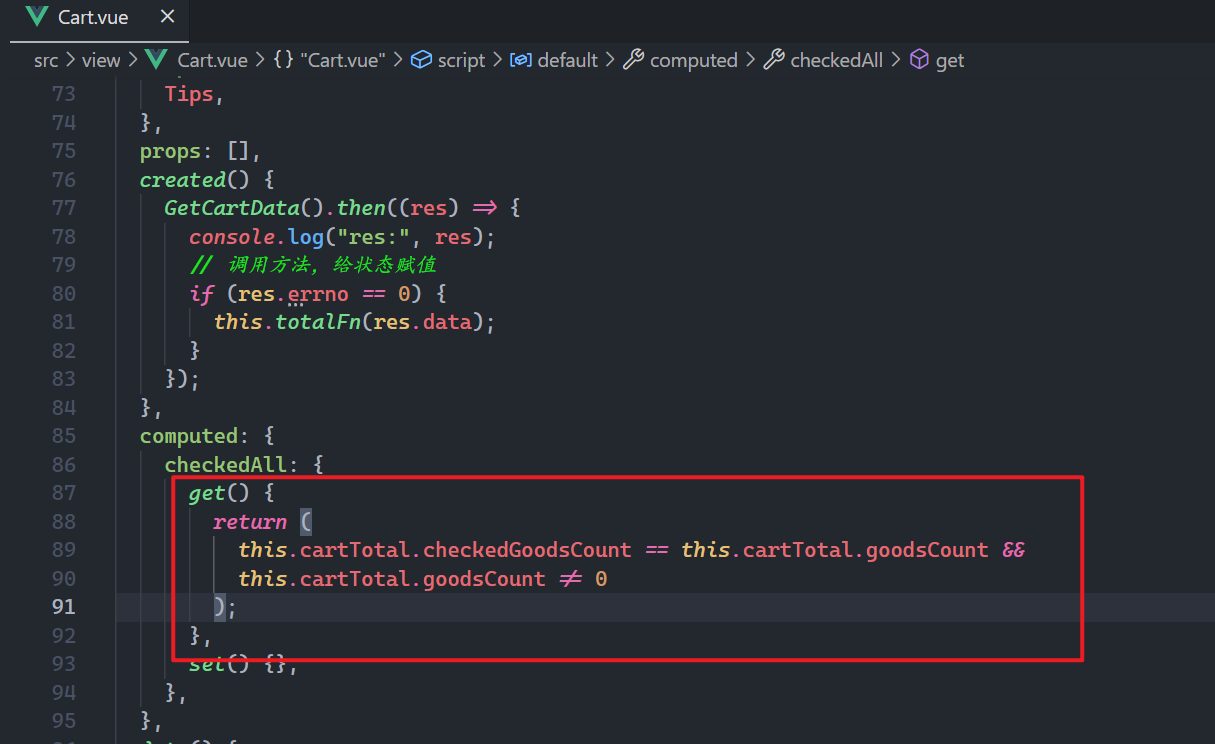 Cart.vue ×
src > view > Cart.vue > {} "Cart.vue" > script > default > computed > checkedAll > get
73 Tips,
74 },
75 props: [],
76 created() {
77 GetCartData().then((res) => {
78 console.log("res:", res);
79 // 调用方法, 给状态赋值
80 if (res.errno == 0) {
81 this.totalFn(res.data);
82 }
83 });
84 },
85 computed: {
86 checkedAll: {
87 get() {
88 return (
89 this.cartTotal.checkedGoodsCount == this.cartTotal.goodsCount &&
90 this.cartTotal.goodsCount != 0
91 );
92 },
93 set() {},
94 },
95 },